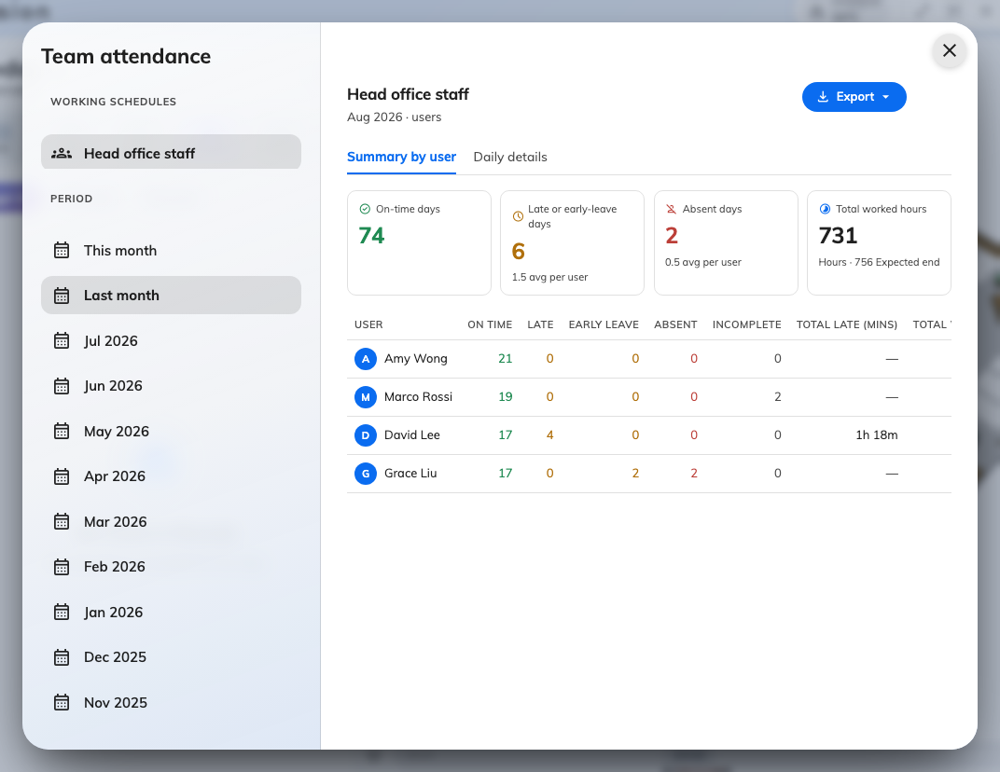 Team attendance
WORKING SCHEDULES
Head office staff
PERIOD
This month
Last month
Jul 2026
Jun 2026
May 2026
Apr 2026
Mar 2026
Feb 2026
Jan 2026
Dec 2025
Nov 2025
Head office staff
Aug 2026 · users
Export
Summary by user Daily details
On-time days
74
Late or early-leave
days
6
1.5 avg per user
Absent days
2
0.5 avg per user
Total worked hours
731
Hours · 756 Expected end
USER ON TIME LATE EARLY LEAVE ABSENT INCOMPLETE TOTAL LATE (MINS) TOTAL
A Amy Wong 21 0 0 0 0 —
M Marco Rossi 19 0 0 0 2 —
D David Lee 17 4 0 0 0 1h 18m
G Grace Liu 17 0 2 2 0 —